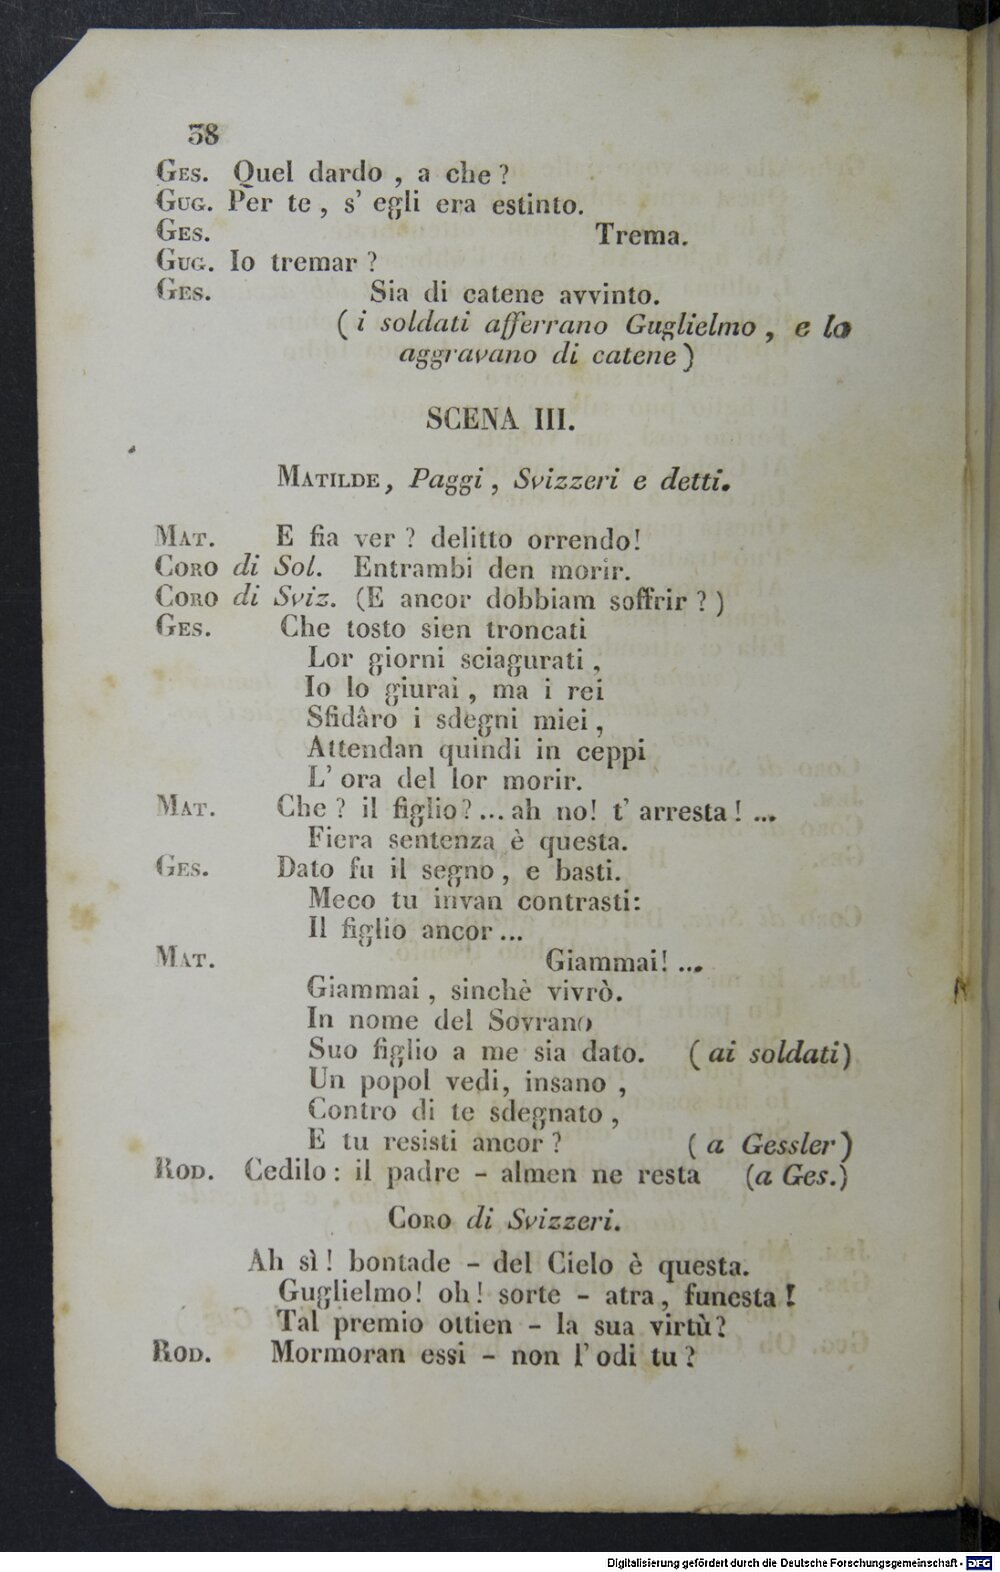 38
Ges. Quel dardo , a che ?
Gug. Per te , s' egli era estinto.
Ges. Trema.
Gug. Io tremar ?
Ges. Sia di catene avvinto.
( i soldati afferrano Guglielmo , e lo
aggravano di catene )
SCENA III.
Matilde, Paggi , Svizzeri e detti.
Mat. E fia ver ? delitto orrendo!
Coro di Sol. Entrambi den morir.
Coro di Sviz. (E ancor dobbiam soffrir ? )
Ges. Che tosto sien troncati
Lor giorni sciagurati ,
Io lo giurai , ma i rei
Sfidâro i sdegni miei ,
Attendan quindi in ceppi
L' ora del lor morir.
Mat. Che ? il figlio ? ... ah no! t' arresta ! ...
Fiera sentenza è questa.
Ges. Dato fu il segno , e basti.
Meco tu invan contrasti:
Il figlio ancor ...
Mat. Giammai! ...
Giammai , sinchè vivrò.
In nome del Sovrano
Suo figlio a me sia dato. ( ai soldati)
Un popol vedi, insano ,
Contro di te sdegnato ,
E tu resisti ancor ? ( a Gessler)
Rod. Cedilo : il padre - almen ne resta (a Ges.)
Coro di Svizzeri.
Ah sì ! bontade - del Cielo è questa.
Guglielmo! oh! sorte - atra, funesta !
Tal premio ottien - la sua virtù?
Rod. Mormoran essi - non l' odi tu ?
Digitalisierung gefördert durch die Deutsche Forschungsgemeinschaft - DFG